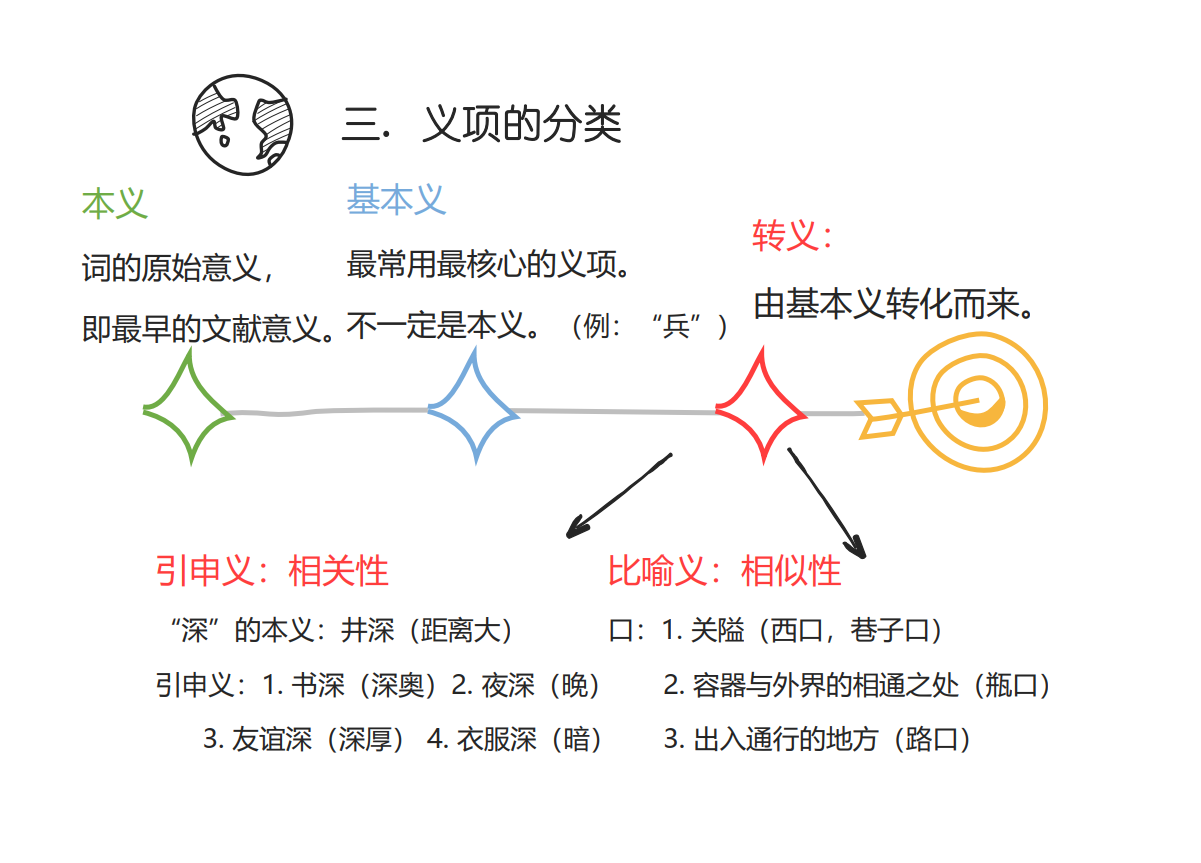 三. 义项的分类
本义
词的原始意义，
即最早的文献意义。
基本义
最常用最核心的义项。
不一定是本义。（例：“兵”）
转义：
由基本义转化而来。
引申义：相关性
“深”的本义：井深（距离大）
引申义：1. 书深（深奥）2. 夜深（晚）
3. 友谊深（深厚） 4. 衣服深（暗）
比喻义：相似性
口：1. 关隘（西口，巷子口）
2. 容器与外界的相通之处（瓶口）
3. 出入通行的地方（路口）